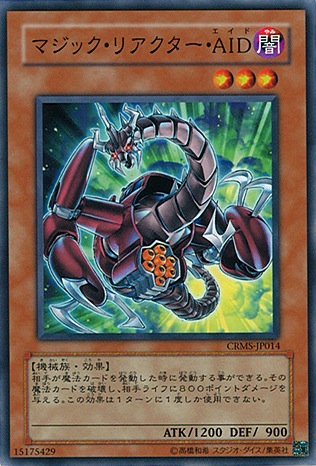 マジック・リアクター・AID
エイド
闇
やみ
CRMS-JP014
【機械族・効果】
相手が魔法カードを発動した時に発動する事ができる。その
魔法カードを破壊し、相手ライフに８００ポイントダメージ
を与える。この効果は１ターンに１度しか使用できない。
ATK/1200 DEF/ 900
15175429
©高橋和希 スタジオ・ダイス/集英社